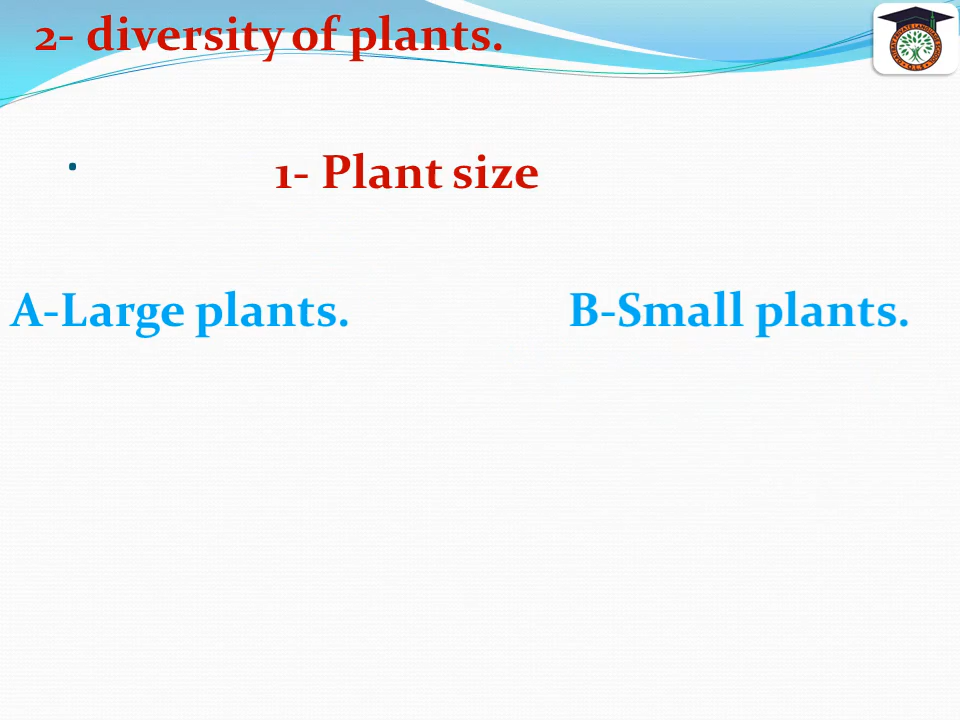 2- diversity of plants.
• 1- Plant size
A-Large plants. B-Small plants.